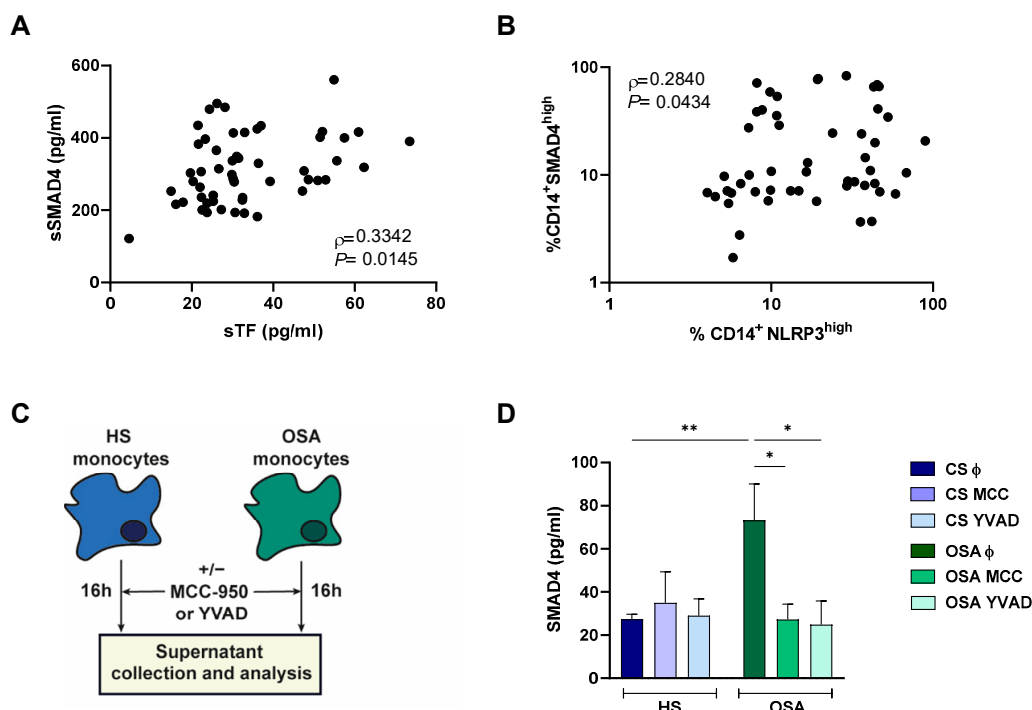 A
600
400
200
0
sSMAD4 (pg/ml)
ρ=0.3342
P= 0.0145
0 20 40 60 80
sTF (pg/ml)
B
100
10
1
%CD14+SMAD4high
ρ=0.2840
P= 0.0434
1 10 100
% CD14+ NLRP3high
C
HS
monocytes
OSA
monocytes
16h
+/−
MCC-950
or YVAD
16h
Supernatant
collection and analysis
D
** *
*
100
80
60
40
20
0
SMAD4 (pg/ml)
HS OSA
CS ϕ
CS MCC
CS YVAD
OSA ϕ
OSA MCC
OSA YVAD